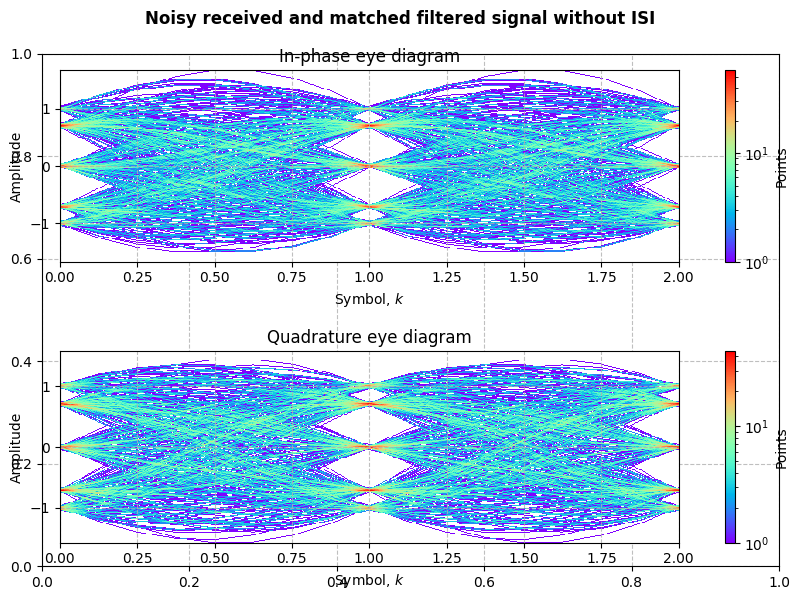 Noisy received and matched filtered signal without ISI
In-phase eye diagram
1.0
0.8
0.6
0.4
0.2
0.0
Amplitude
1
0
−1
0.00 0.25 0.50 0.75 1.00 1.25 1.50 1.75 2.00
Symbol, k
10¹
10⁰
Points
Quadrature eye diagram
Amplitude
1
0
−1
0.00 0.25 0.50 0.75 1.00 1.25 1.50 1.75 2.00
Symbol, k
10¹
10⁰
Points
0.0 0.2 0.4 0.6 0.8 1.0